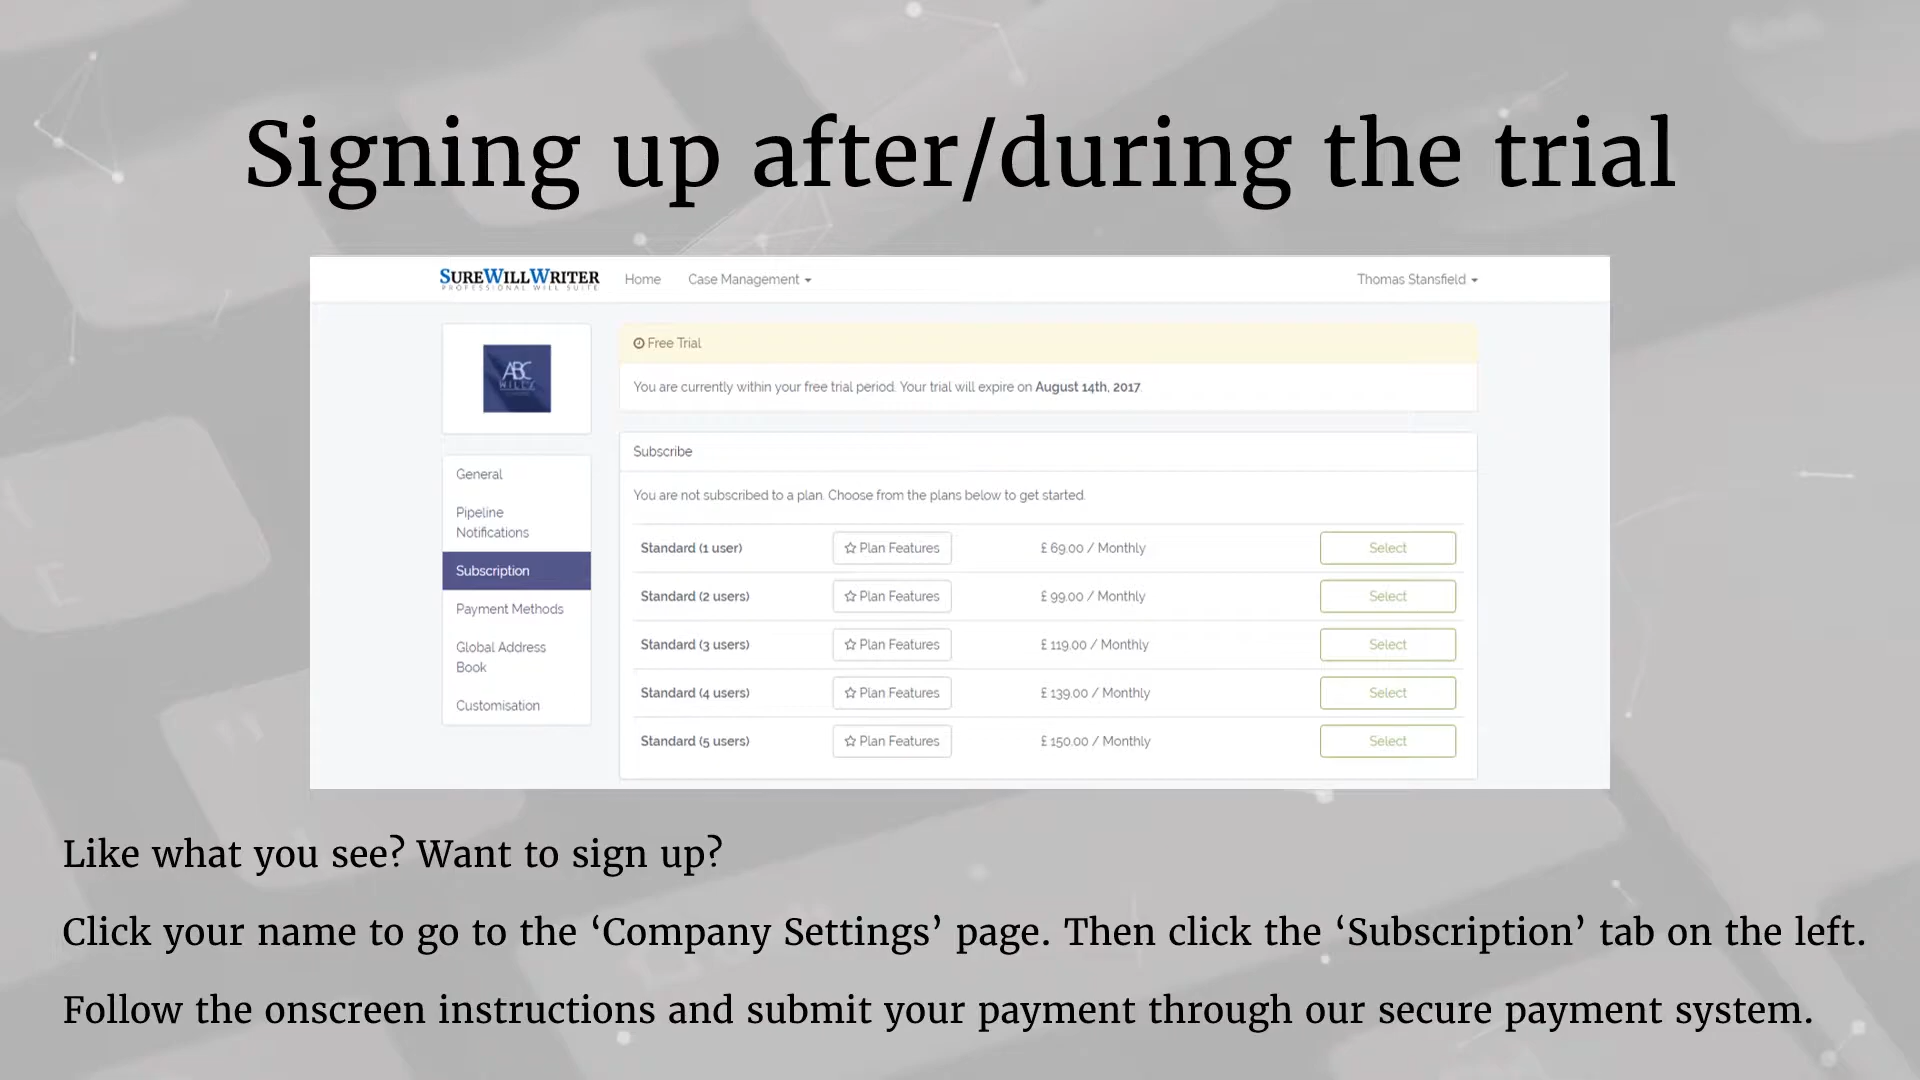 Signing up after/during the trial
SUREWILLWRITER
PROFESSIONAL WILL SUITE
Home
Case Management
Thomas Stansfield
ABC
WILLS
Free Trial
You are currently within your free trial period. Your trial will expire on August 14th, 2017.
General
Pipeline
Notifications
Subscription
Payment Methods
Global Address
Book
Customisation
Subscribe
You are not subscribed to a plan. Choose from the plans below to get started.
Standard (1 user) Plan Features £ 69.00 / Monthly Select
Standard (2 users) Plan Features £ 99.00 / Monthly Select
Standard (3 users) Plan Features £ 119.00 / Monthly Select
Standard (4 users) Plan Features £ 139.00 / Monthly Select
Standard (5 users) Plan Features £ 150.00 / Monthly Select
Like what you see? Want to sign up?
Click your name to go to the ‘Company Settings’ page. Then click the ‘Subscription’ tab on the left.
Follow the onscreen instructions and submit your payment through our secure payment system.